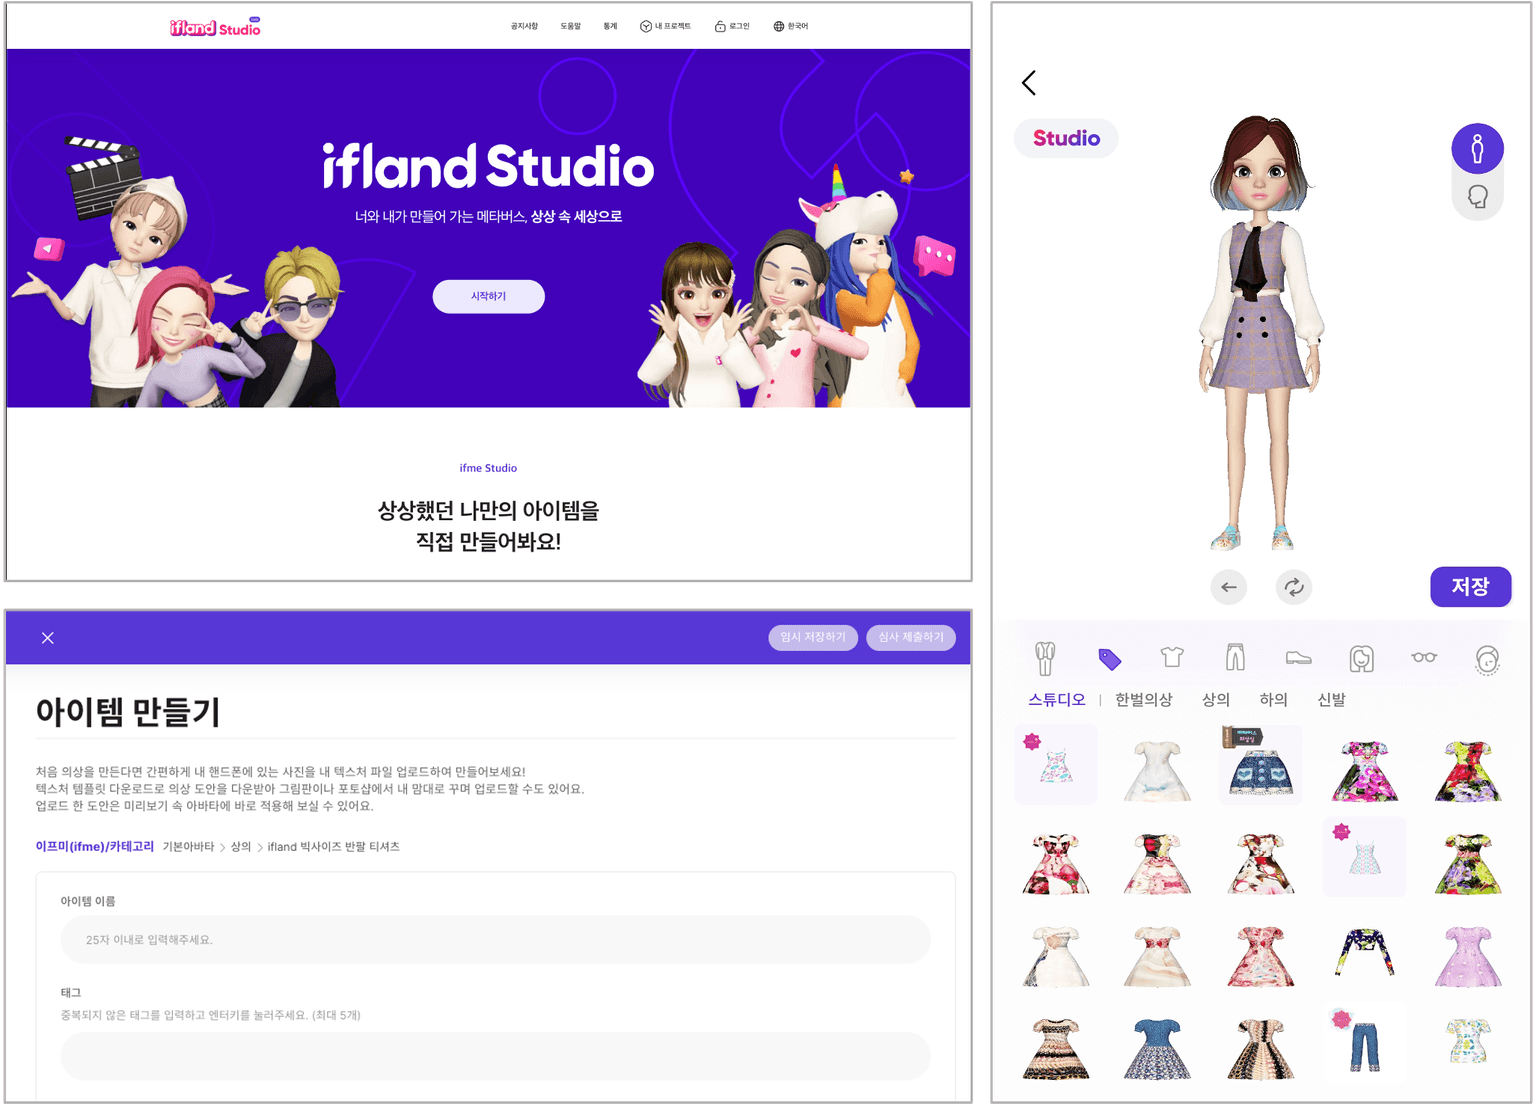 ifland Studio
공지사항 도움말 통계 내 프로젝트 로그인 한국어
ifland Studio
너와 내가 만들어 가는 메타버스, 상상 속 세상으로
시작하기
ifme Studio
상상했던 나만의 아이템을
직접 만들어봐요!
임시 저장하기 심사 제출하기
아이템 만들기
처음 의상을 만든다면 간편하게 내 핸드폰에 있는 사진을 내 텍스처 파일 업로드하여 만들어보세요!
텍스처 템플릿 다운로드로 의상 도안을 다운받아 그림판이나 포토샵에서 내 맘대로 꾸며 업로드할 수도 있어요.
업로드 한 도안은 미리보기 속 아바타에 바로 적용해 보실 수 있어요.
이프미(ifme)/카테고리 기본아바타 > 상의 > ifland 빅사이즈 반팔 티셔츠
아이템 이름
25자 이내로 입력해주세요.
태그
중복되지 않은 태그를 입력하고 엔터키를 눌러주세요. (최대 5개)
Studio
저장
스튜디오 | 한벌의상 상의 하의 신발